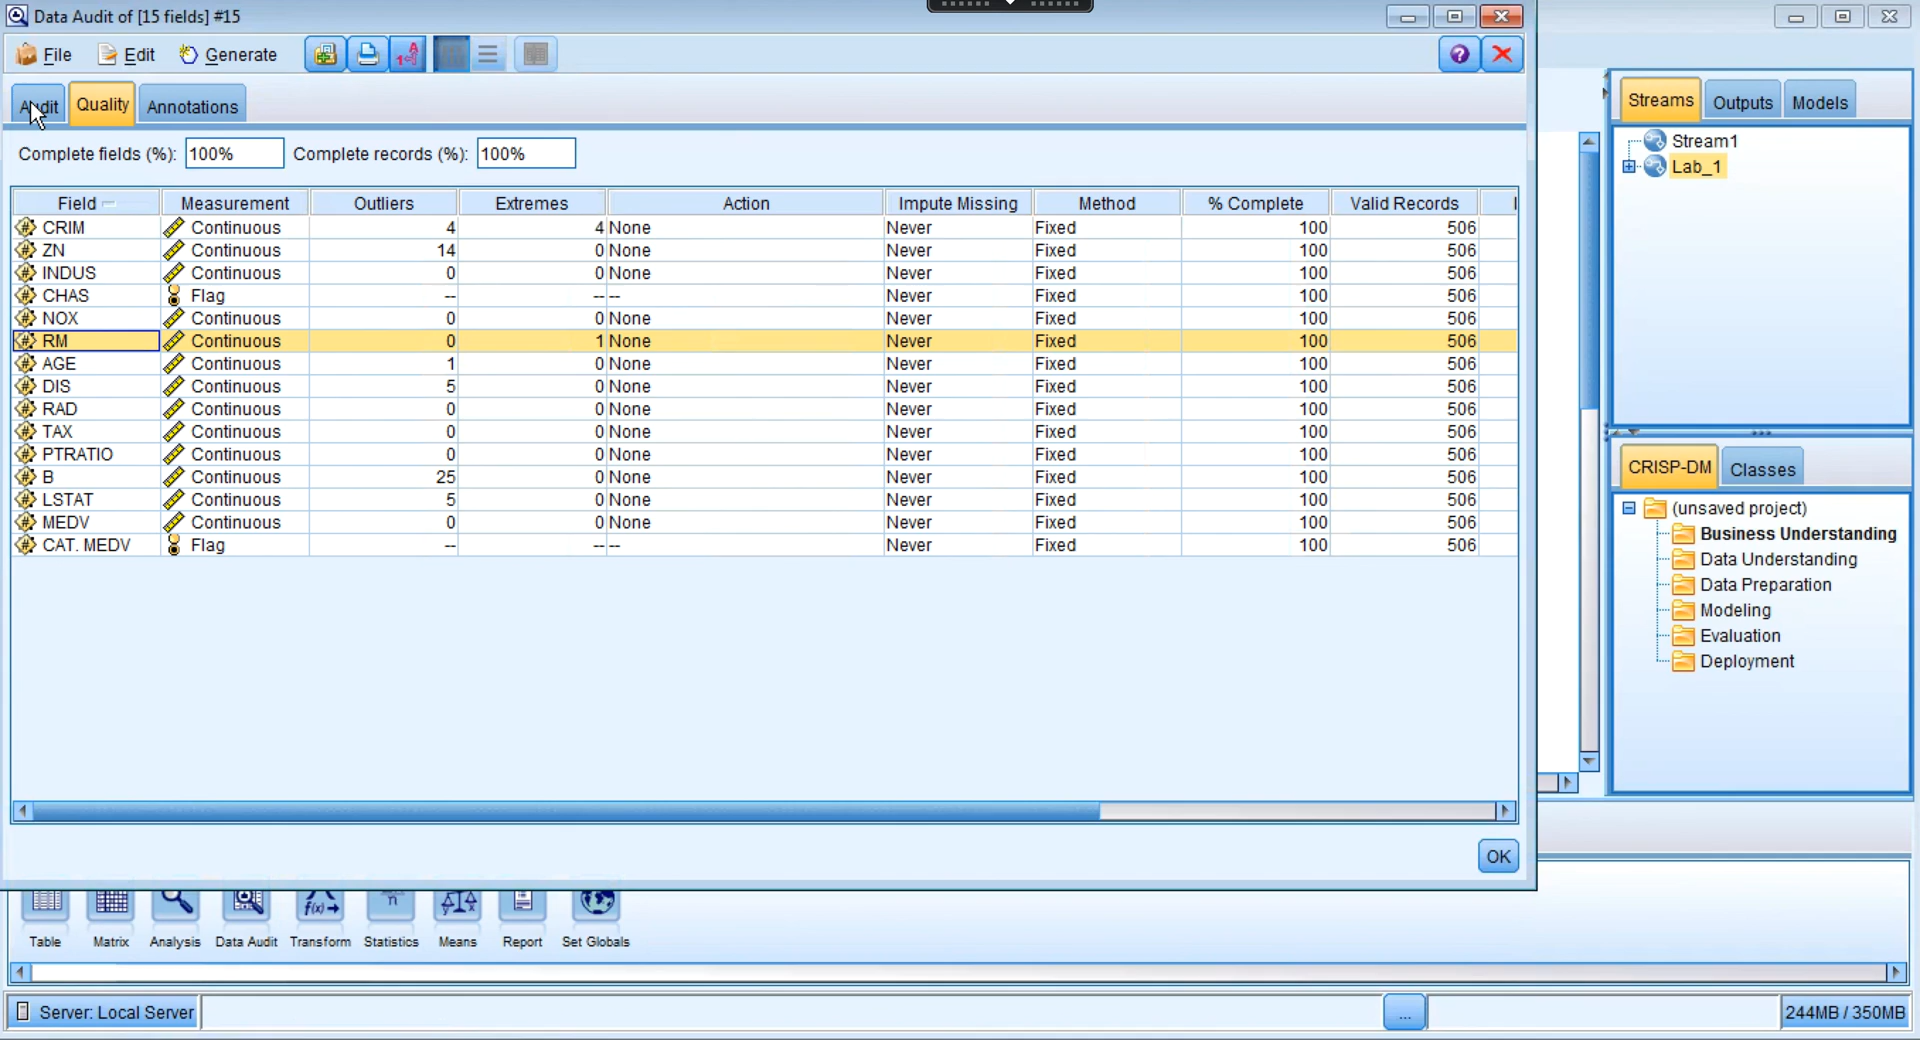 Data Audit of [15 fields] #15
File Edit Generate
Audit Quality Annotations
Complete fields (%): 100% Complete records (%): 100%
Field Measurement Outliers Extremes Action Impute Missing Method % Complete Valid Records
CRIM Continuous 4 4 None Never Fixed 100 506
ZN Continuous 14 0 None Never Fixed 100 506
INDUS Continuous 0 0 None Never Fixed 100 506
CHAS Flag -- -- -- Never Fixed 100 506
NOX Continuous 0 0 None Never Fixed 100 506
RM Continuous 0 1 None Never Fixed 100 506
AGE Continuous 1 0 None Never Fixed 100 506
DIS Continuous 5 0 None Never Fixed 100 506
RAD Continuous 0 0 None Never Fixed 100 506
TAX Continuous 0 0 None Never Fixed 100 506
PTRATIO Continuous 0 0 None Never Fixed 100 506
B Continuous 25 0 None Never Fixed 100 506
LSTAT Continuous 5 0 None Never Fixed 100 506
MEDV Continuous 0 0 None Never Fixed 100 506
CAT. MEDV Flag -- -- -- Never Fixed 100 506
OK
Streams Outputs Models
Stream1
Lab_1
CRISP-DM Classes
(unsaved project)
Business Understanding
Data Understanding
Data Preparation
Modeling
Evaluation
Deployment
Table Matrix Analysis Data Audit Transform Statistics Means Report Set Globals
Server: Local Server ... 244MB / 350MB